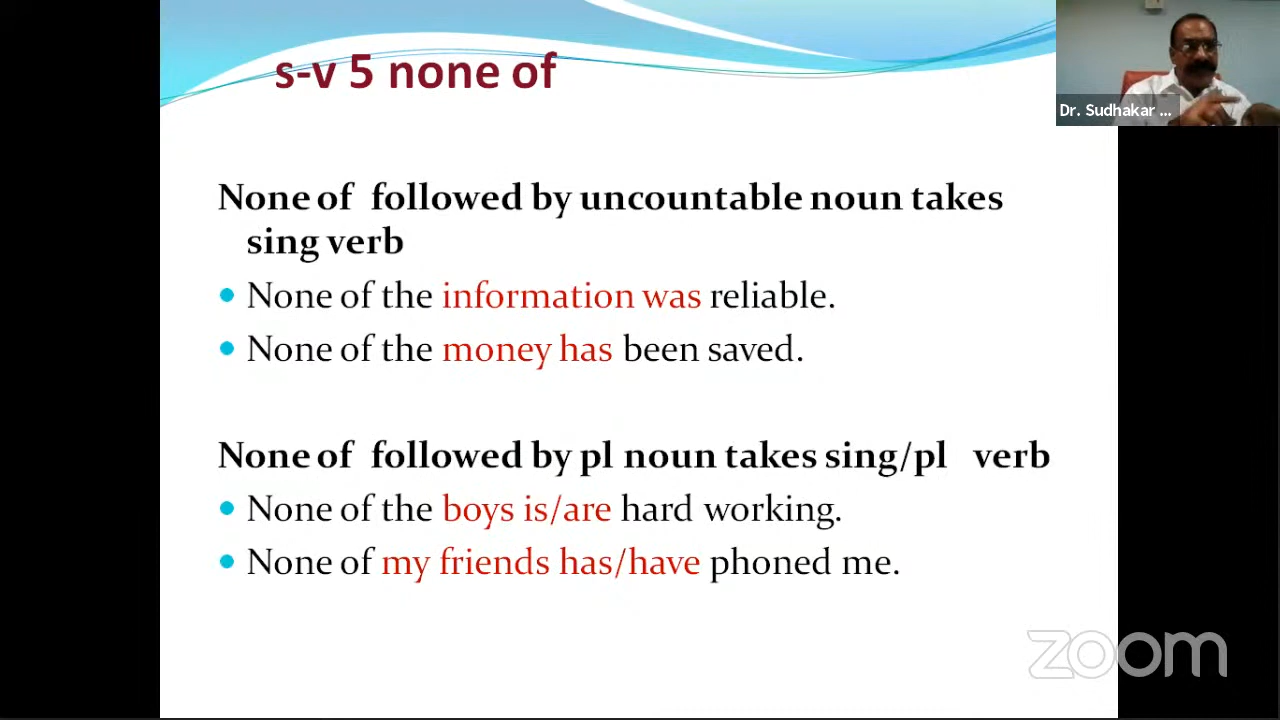 s-v 5 none of
Dr. Sudhakar ...
None of followed by uncountable noun takes
sing verb
None of the information was reliable.
None of the money has been saved.
None of followed by pl noun takes sing/pl verb
None of the boys is/are hard working.
None of my friends has/have phoned me.
zoom